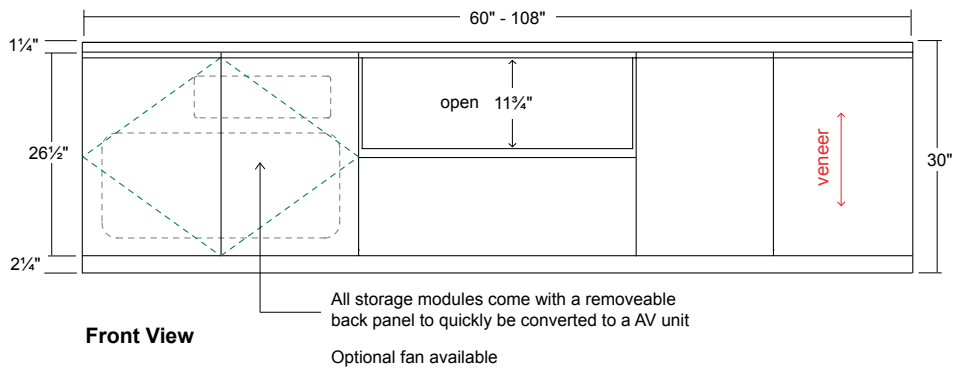 60" - 108"
1¼"
open 11¾"
26½"
veneer
30"
2¼"
All storage modules come with a removeable
back panel to quickly be converted to a AV unit
Front View
Optional fan available